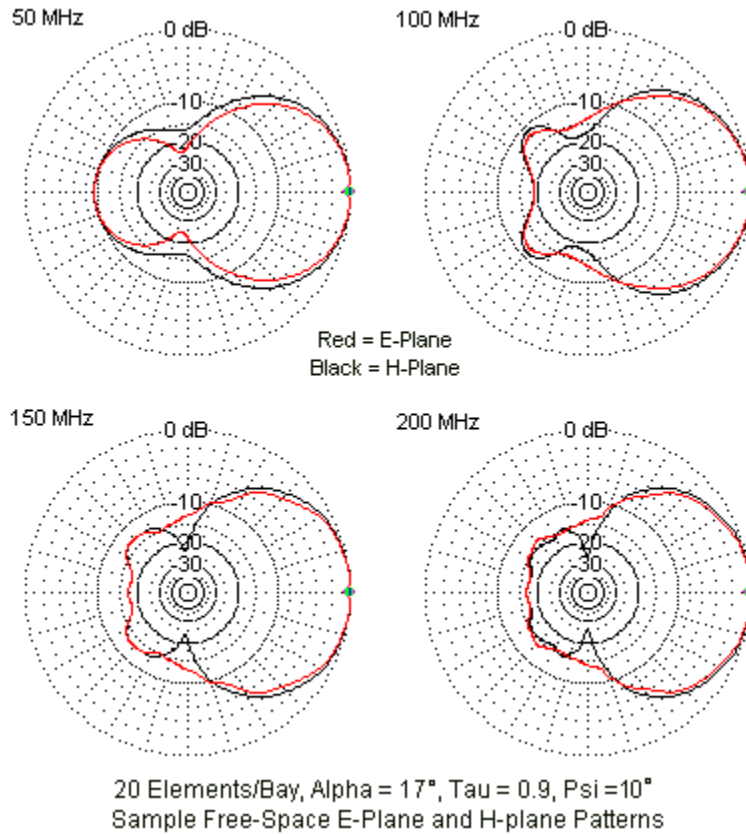 50 MHz
0 dB
-10
20
30
100 MHz
0 dB
-10
20
30
Red = E-Plane
Black = H-Plane
150 MHz
0 dB
-10
20
30
200 MHz
0 dB
-10
20
30
20 Elements/Bay, Alpha = 17°, Tau = 0.9, Psi =10°
Sample Free-Space E-Plane and H-plane Patterns